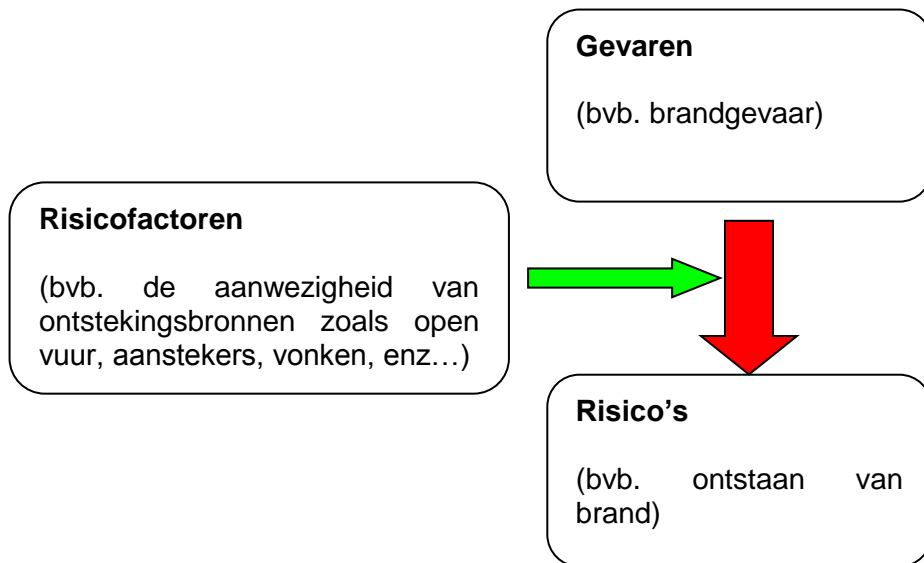 Gevaren
(bvb. brandgevaar)
Risicofactoren
(bvb. de aanwezigheid van
ontstekingsbronnen zoals open
vuur, aanstekers, vonken, enz…)
Risico’s
(bvb. ontstaan van
brand)